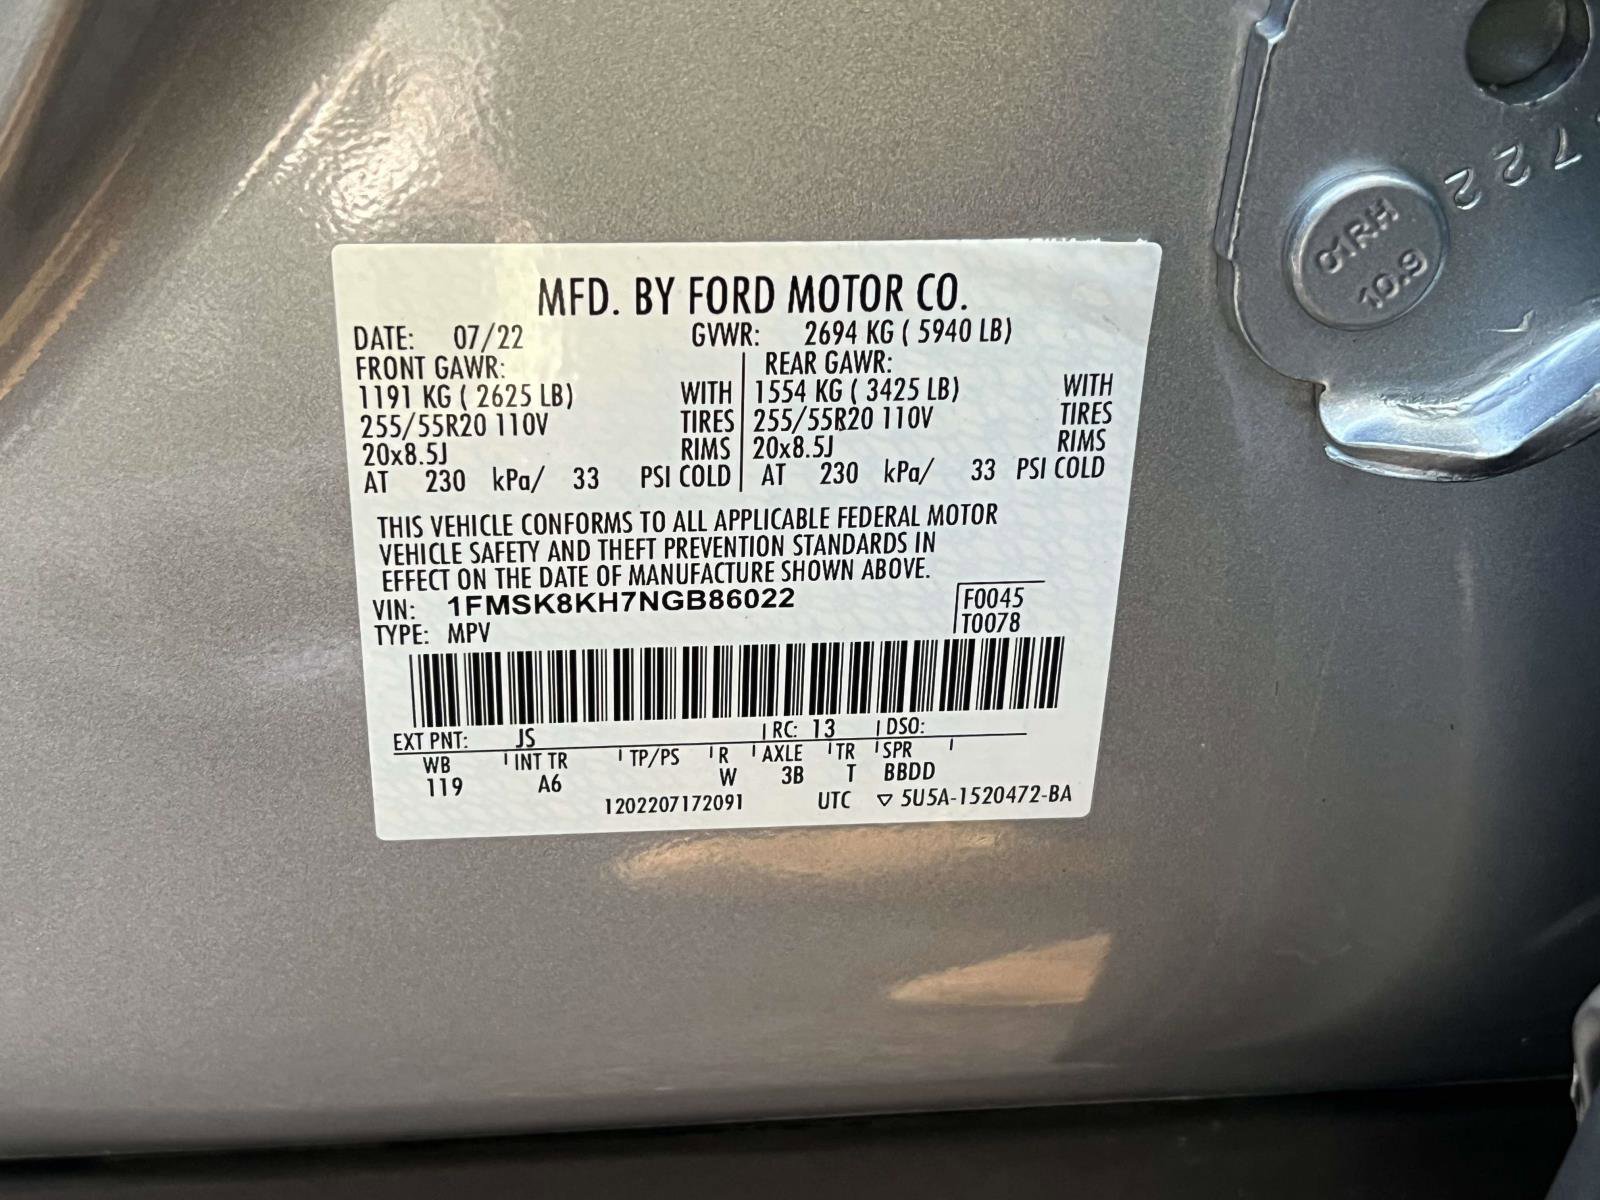 MFD. BY FORD MOTOR CO.
DATE: 07/22 GVWR: 2694 KG ( 5940 LB)
FRONT GAWR: REAR GAWR:
1191 KG ( 2625 LB) WITH 1554 KG ( 3425 LB) WITH
255/55R20 110V TIRES 255/55R20 110V TIRES
20x8.5J RIMS 20x8.5J RIMS
AT 230 kPa/ 33 PSI COLD AT 230 kPa/ 33 PSI COLD
THIS VEHICLE CONFORMS TO ALL APPLICABLE FEDERAL MOTOR
VEHICLE SAFETY AND THEFT PREVENTION STANDARDS IN
EFFECT ON THE DATE OF MANUFACTURE SHOWN ABOVE.
VIN: 1FMSK8KH7NGB86022 F0045
TYPE: MPV T0078
EXT PNT: JS RC: 13 DSO:
WB INT TR TP/PS R AXLE TR SPR
119 A6 W 3B T BBDD
1202207172091 UTC ▽ 5U5A-1520472-BA
01RH
10.9
722